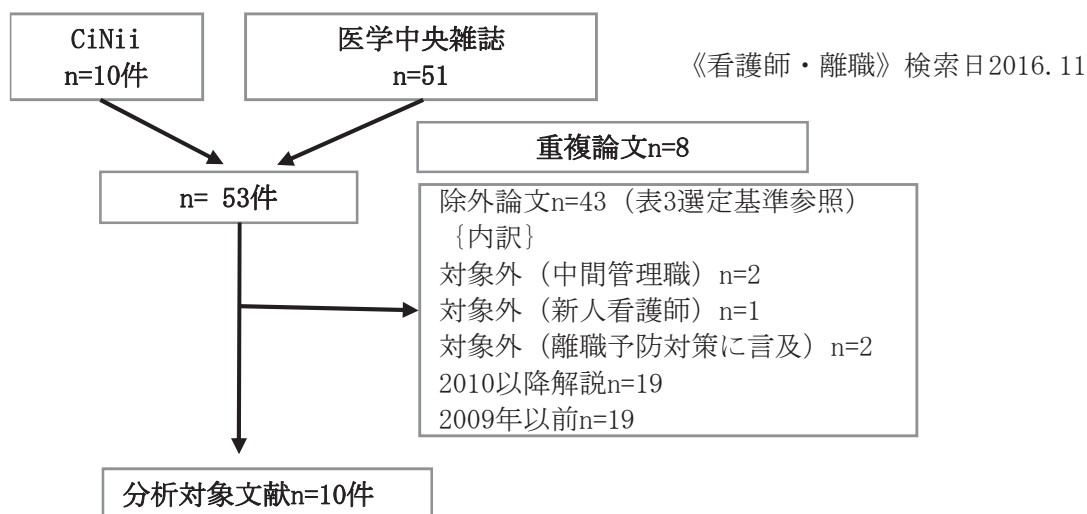 CiNii
n=10件
医学中央雑誌
n=51
《看護師・離職》検索日2016.11
重複論文n=8
n= 53件
除外論文n=43（表3選定基準参照）
{内訳}
対象外（中間管理職）n=2
対象外（新人看護師）n=1
対象外（離職予防対策に言及）n=2
2010以降解説n=19
2009年以前n=19
分析対象文献n=10件